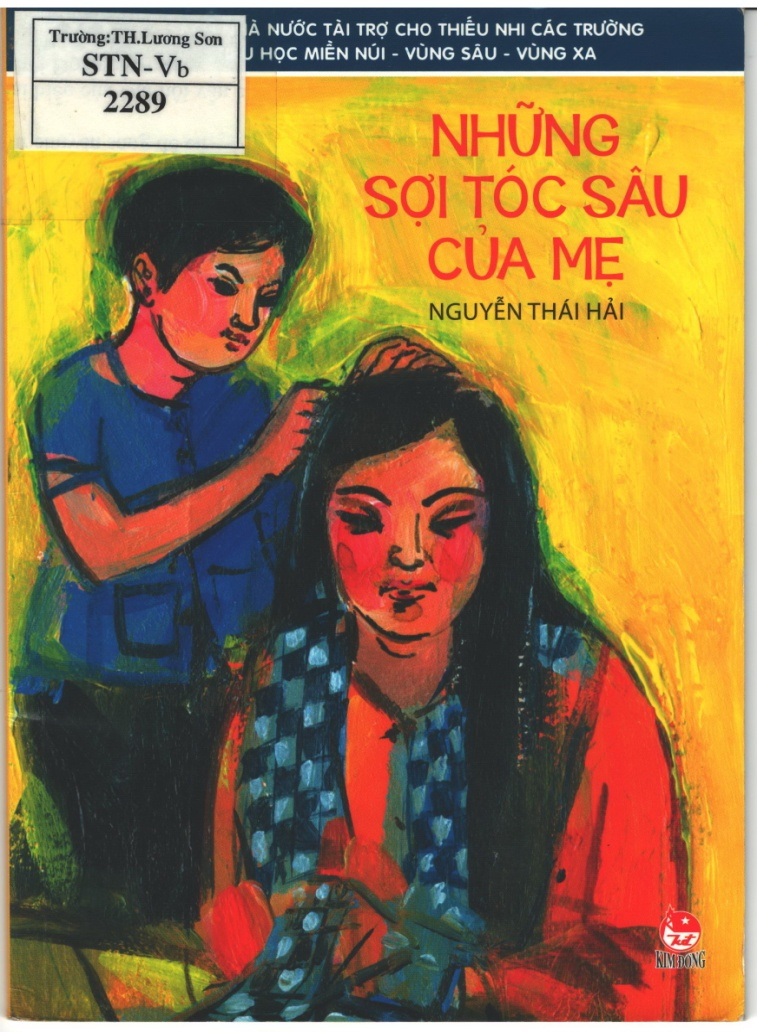 Trường:TH.Lương Sơn
STN-Vb
2289
NƯỚC TÀI TRỢ CHO THIẾU NHI CÁC TRƯỜNG
HỌC MIỀN NÚI - VÙNG SÂU - VÙNG XA
NHỮNG
SỢI TÓC SÂU
CỦA MẸ
NGUYỄN THÁI HẢI
KIM ĐỒNG